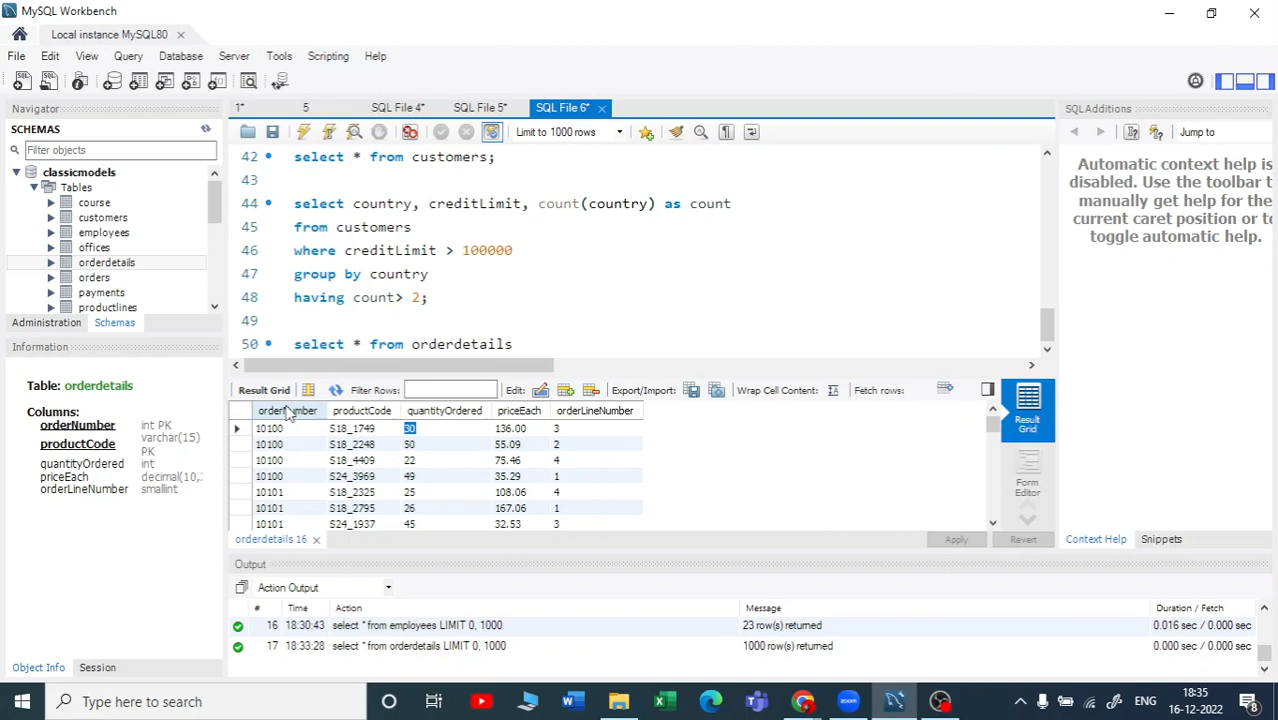 MySQL Workbench
Local instance MySQL80
File Edit View Query Database Server Tools Scripting Help
Navigator
SCHEMAS
Filter objects
classicmodels
Tables
course
customers
employees
offices
orderdetails
orders
payments
productlines
Administration Schemas
Information
Table: orderdetails
Columns:
orderNumber int PK
productCode varchar(15) PK
quantityOrdered int
priceEach decimal(10,
orderLineNumber smallint
Object Info Session
1* 5 SQL File 4* SQL File 5* SQL File 6*
Limit to 1000 rows
42 select * from customers;
43
44 select country, creditLimit, count(country) as count
45 from customers
46 where creditLimit > 100000
47 group by country
48 having count> 2;
49
50 select * from orderdetails
Result Grid Filter Rows: Edit: Export/Import: Wrap Cell Content: Fetch rows:
orderNumber productCode quantityOrdered priceEach orderLineNumber
10100 S18_1749 30 136.00 3
10100 S18_2248 50 55.09 2
10100 S18_4409 22 75.46 4
10100 S24_3969 49 35.29 1
10101 S18_2325 25 108.06 4
10101 S18_2795 26 167.06 1
10101 S24_1937 45 32.53 3
Result Grid
Form Editor
orderdetails 16 Apply Revert
SQLAdditions
Jump to
Automatic context help is
disabled. Use the toolbar t
manually get help for the
current caret position or to
toggle automatic help.
Context Help Snippets
Output
Action Output
# Time Action Message Duration / Fetch
16 18:30:43 select * from employees LIMIT 0, 1000 23 row(s) returned 0.016 sec / 0.000 sec
17 18:33:28 select * from orderdetails LIMIT 0, 1000 1000 row(s) returned 0.000 sec / 0.000 sec
Type here to search
ENG
18:35
16-12-2022
8